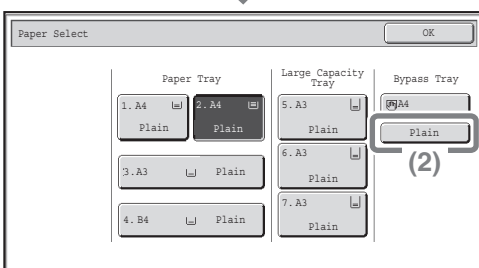 Paper Select
OK
Paper Tray
Large Capacity
Tray
Bypass Tray
1. A4
Plain
2. A4
Plain
3. A3 Plain
4. B4 Plain
5. A3
Plain
6. A3
Plain
7. A3
Plain
A4
Plain
(2)